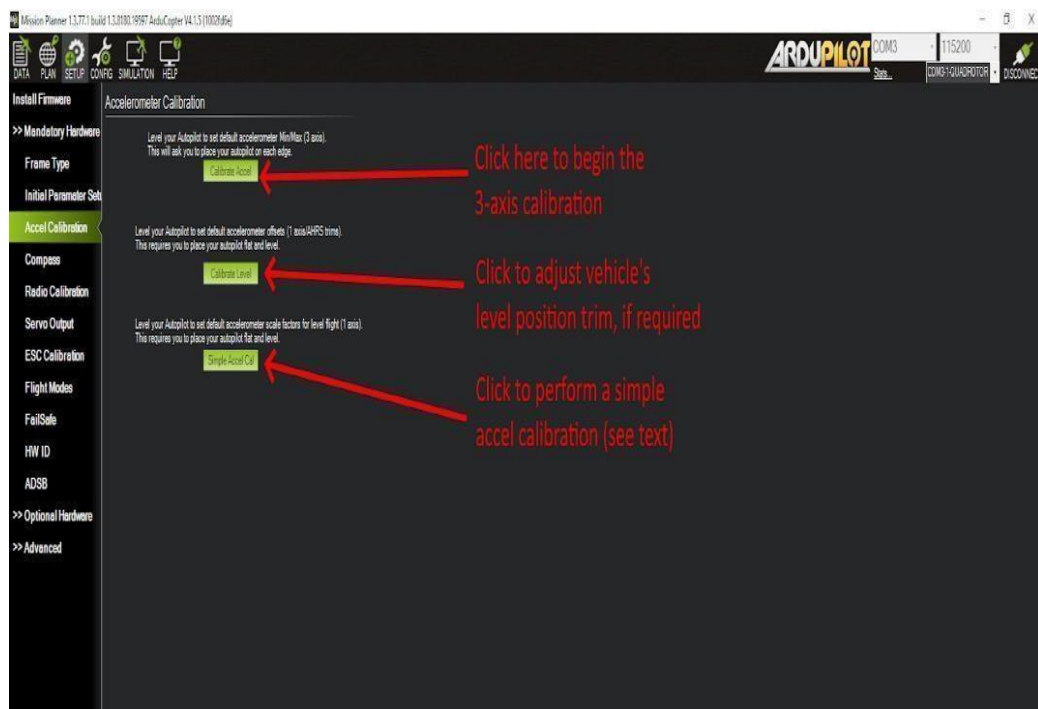 Mission Planner 1.3.77.1 build 1.3.8180.19597 ArduCopter V4.1.5 (1002fd6e)
DATA PLAN SETUP CONFIG SIMULATION HELP
ARDUPILOT
COM3 115200
Stats... COM3-1-QUADROTOR DISCONNEC
Install Firmware
>> Mandatory Hardware
Frame Type
Initial Parameter Setu
Accel Calibration
Compass
Radio Calibration
Servo Output
ESC Calibration
Flight Modes
FailSafe
HW ID
ADSB
>> Optional Hardware
>> Advanced
Accelerometer Calibration
Level your Autopilot to set default accelerometer Min/Max (3 axis).
This will ask you to place your autopilot on each edge.
Calibrate Accel
Click here to begin the
3-axis calibration
Level your Autopilot to set default accelerometer offsets (1 axis/AHRS trims).
This requires you to place your autopilot flat and level.
Calibrate Level
Click to adjust vehicle's
level position trim, if required
Level your Autopilot to set default accelerometer scale factors for level flight (1 axis).
This requires you to place your autopilot flat and level.
Simple Accel Cal
Click to perform a simple
accel calibration (see text)